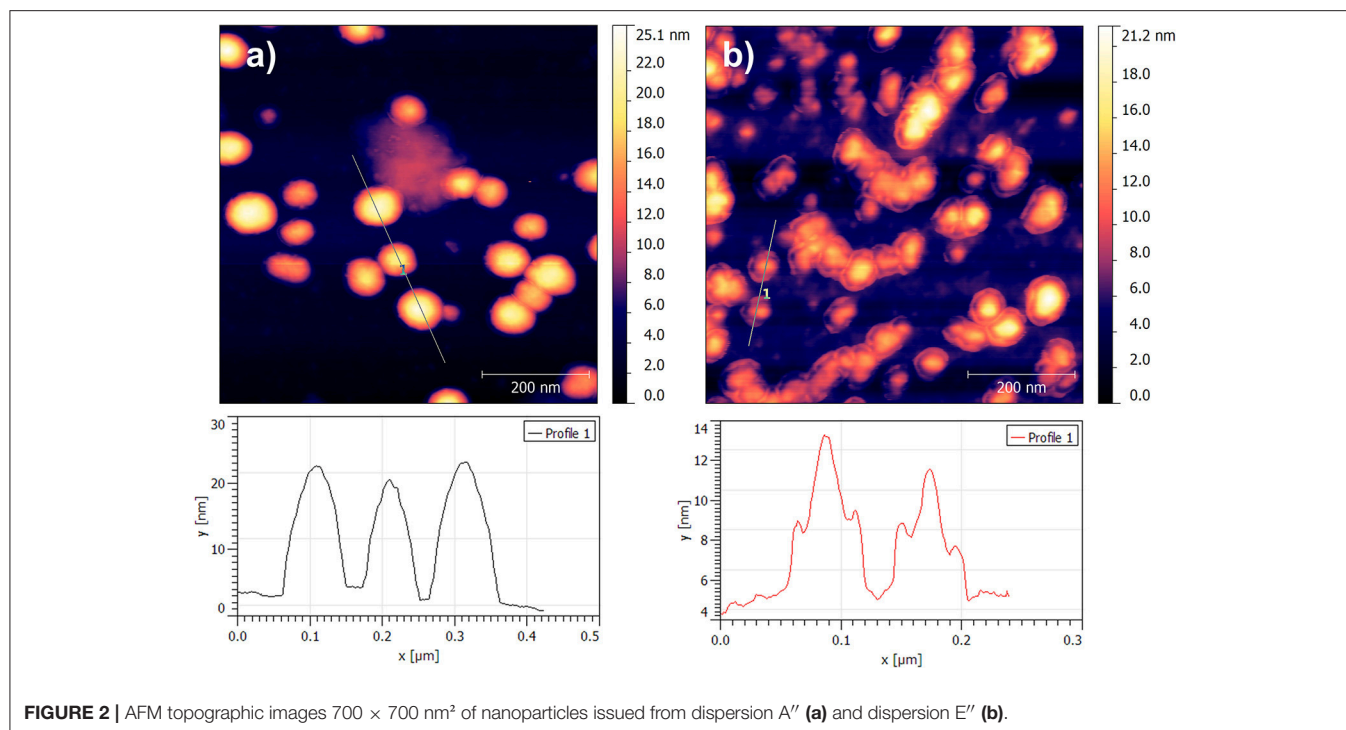 a)
1
200 nm
25.1 nm
22.0
20.0
18.0
16.0
14.0
12.0
10.0
8.0
6.0
4.0
2.0
0.0
b)
1
200 nm
21.2 nm
18.0
16.0
14.0
12.0
10.0
8.0
6.0
4.0
2.0
0.0
30
20
10
0
y [nm]
Profile 1
0.0 0.1 0.2 0.3 0.4 0.5
x [µm]
14
12
10
8
6
4
y [nm]
Profile 1
0.0 0.1 0.2 0.3
x [µm]
FIGURE 2 | AFM topographic images 700 × 700 nm² of nanoparticles issued from dispersion A″ (a) and dispersion E″ (b).